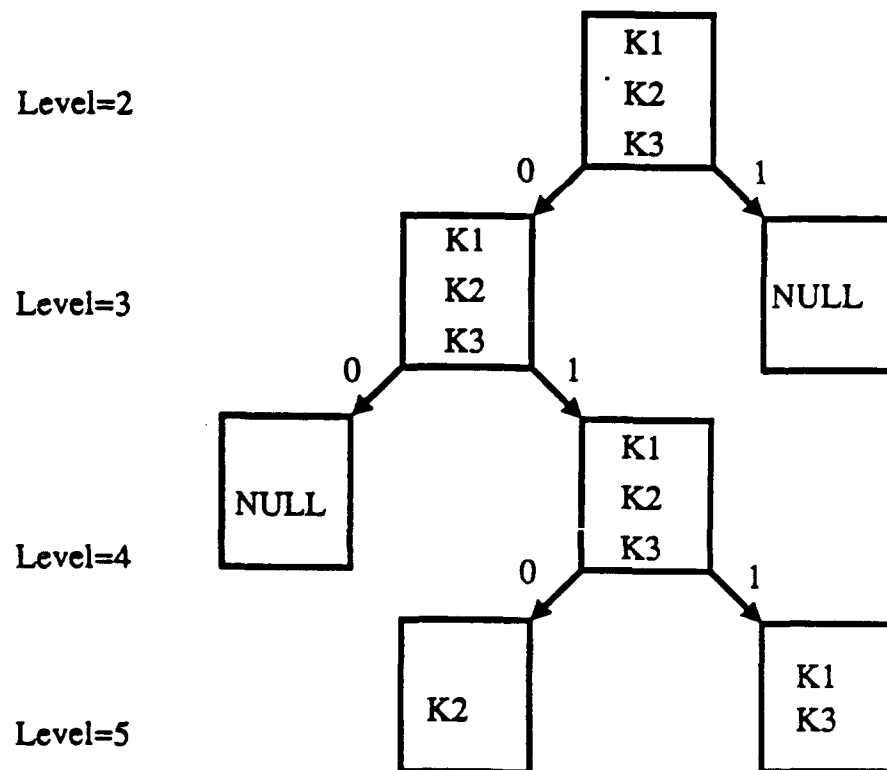 K1
Level=2
K2
K3
0
1
K1
Level=3
K2
NULL
K3
0
1
K1
NULL
K2
Level=4
K3
0
1
K2
K1
K3
Level=5